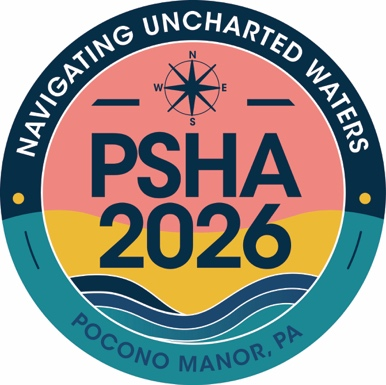 NAVIGATING UNCHARTED WATERS
N
W E
S
PSHA
2026
POCONO MANOR, PA